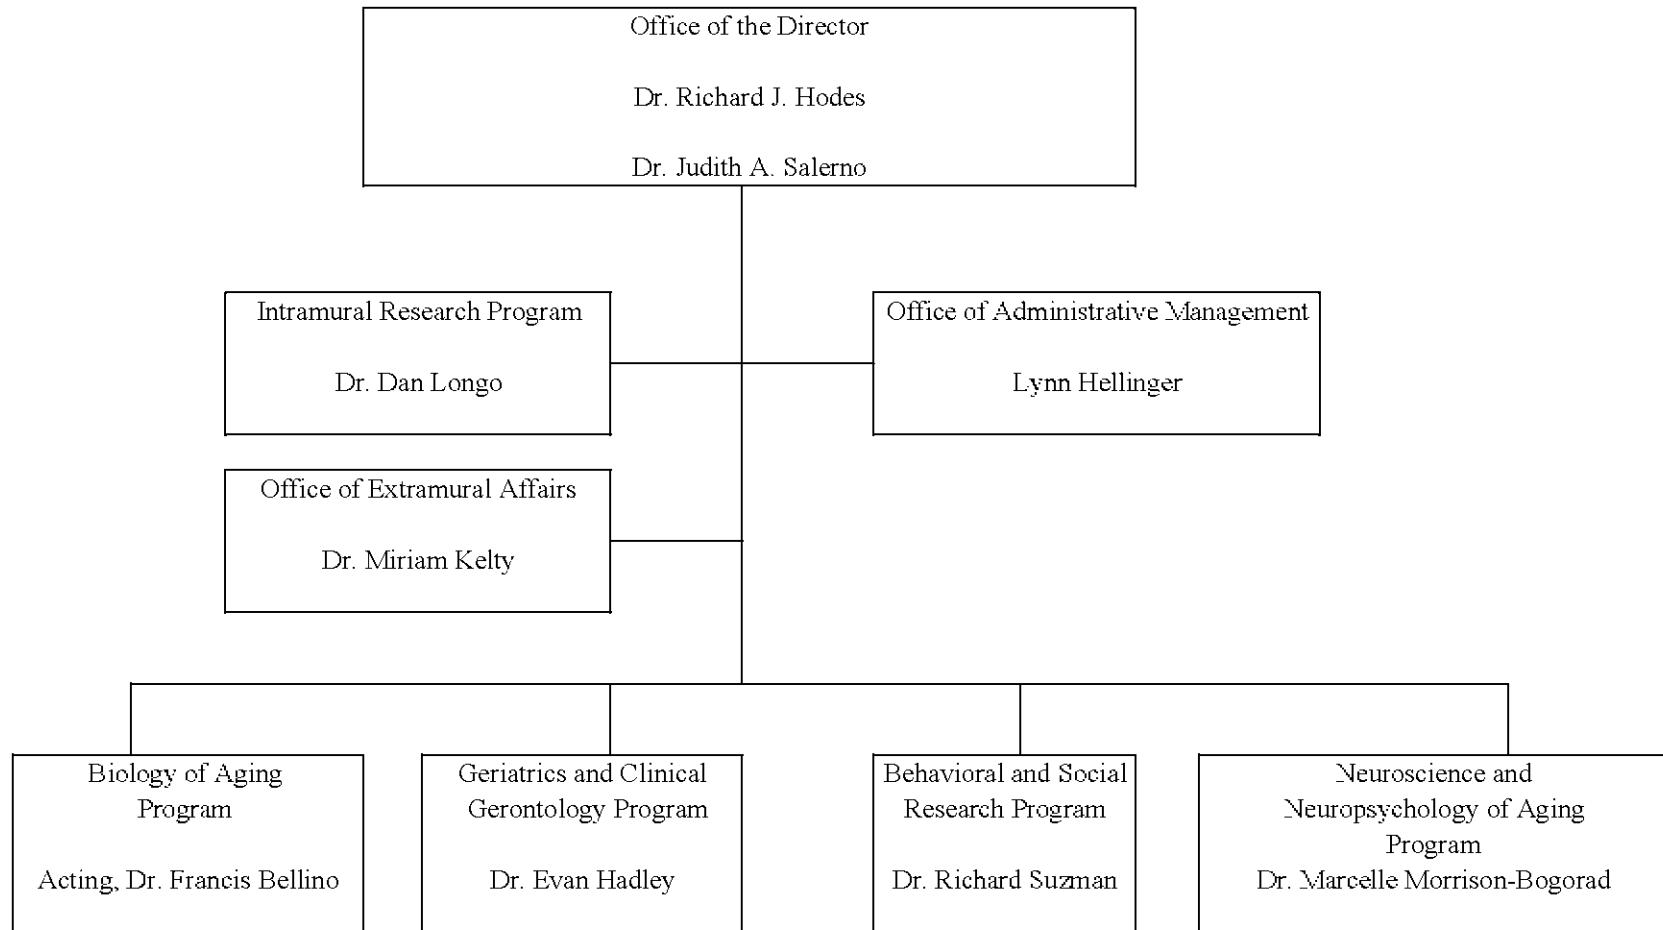 Office of the Director
Dr. Richard J. Hodes
Dr. Judith A. Salerno
Intramural Research Program
Dr. Dan Longo
Office of Administrative Management
Lynn Hellinger
Office of Extramural Affairs
Dr. Miriam Kelty
Biology of Aging
Program
Acting, Dr. Francis Bellino
Geriatrics and Clinical
Gerontology Program
Dr. Evan Hadley
Behavioral and Social
Research Program
Dr. Richard Suzman
Neuroscience and
Neuropsychology of Aging
Program
Dr. Marcelle Morrison-Bogorad